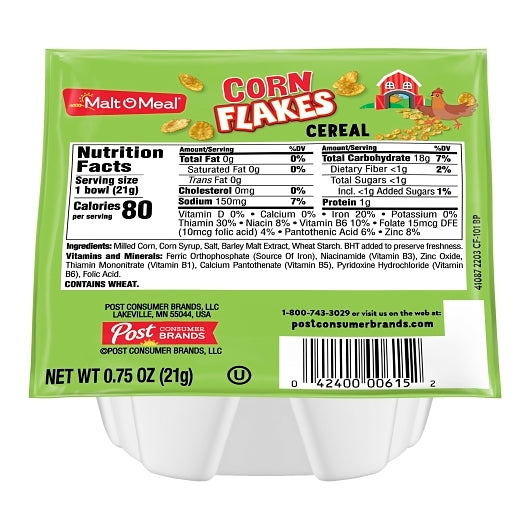 Malt O Meal®
CORN
FLAKES
CEREAL
Nutrition
Facts
Serving size
1 bowl (21g)
Calories
per serving
80
Amount/Serving %DV
Total Fat 0g 0%
Saturated Fat 0g 0%
Trans Fat 0g
Cholesterol 0mg 0%
Sodium 150mg 7%
Amount/Serving %DV
Total Carbohydrate 18g 7%
Dietary Fiber <1g 2%
Total Sugars <1g
Incl. <1g Added Sugars 1%
Protein 1g
Vitamin D 0% • Calcium 0% • Iron 20% • Potassium 0%
Thiamin 30% • Niacin 8% • Vitamin B6 10% • Folate 15mcg DFE
(10mcg folic acid) 4% • Pantothenic Acid 6% • Zinc 8%
Ingredients: Milled Corn, Corn Syrup, Salt, Barley Malt Extract, Wheat Starch. BHT added to preserve freshness.
Vitamins and Minerals: Ferric Orthophosphate (Source Of Iron), Niacinamide (Vitamin B3), Zinc Oxide,
Thiamin Mononitrate (Vitamin B1), Calcium Pantothenate (Vitamin B5), Pyridoxine Hydrochloride (Vitamin
B6), Folic Acid.
CONTAINS WHEAT.
41087 2203 CF-101 BP
POST CONSUMER BRANDS, LLC
LAKEVILLE, MN 55044, USA
Post CONSUMER
BRANDS
©POST CONSUMER BRANDS, LLC
1-800-743-3029 or visit us on the web at:
postconsumerbrands.com
NET WT 0.75 OZ (21g)
U
0 42400 00615 2